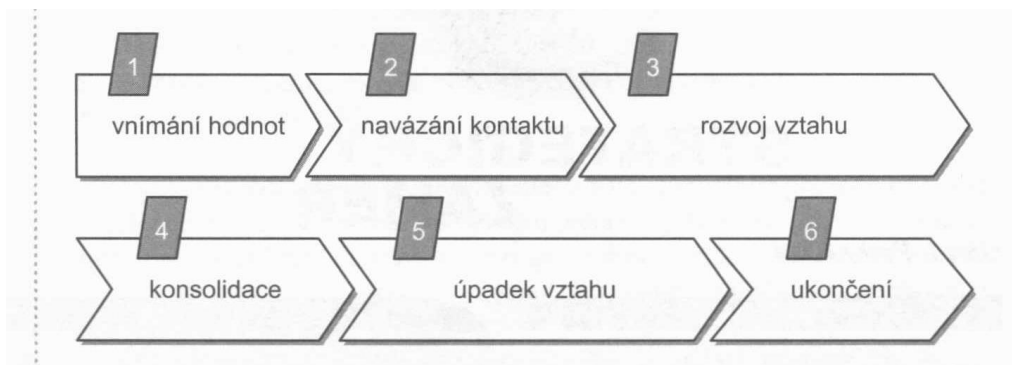 1
vnímání hodnot
2
navázání kontaktu
3
rozvoj vztahu
4
konsolidace
5
úpadek vztahu
6
ukončení